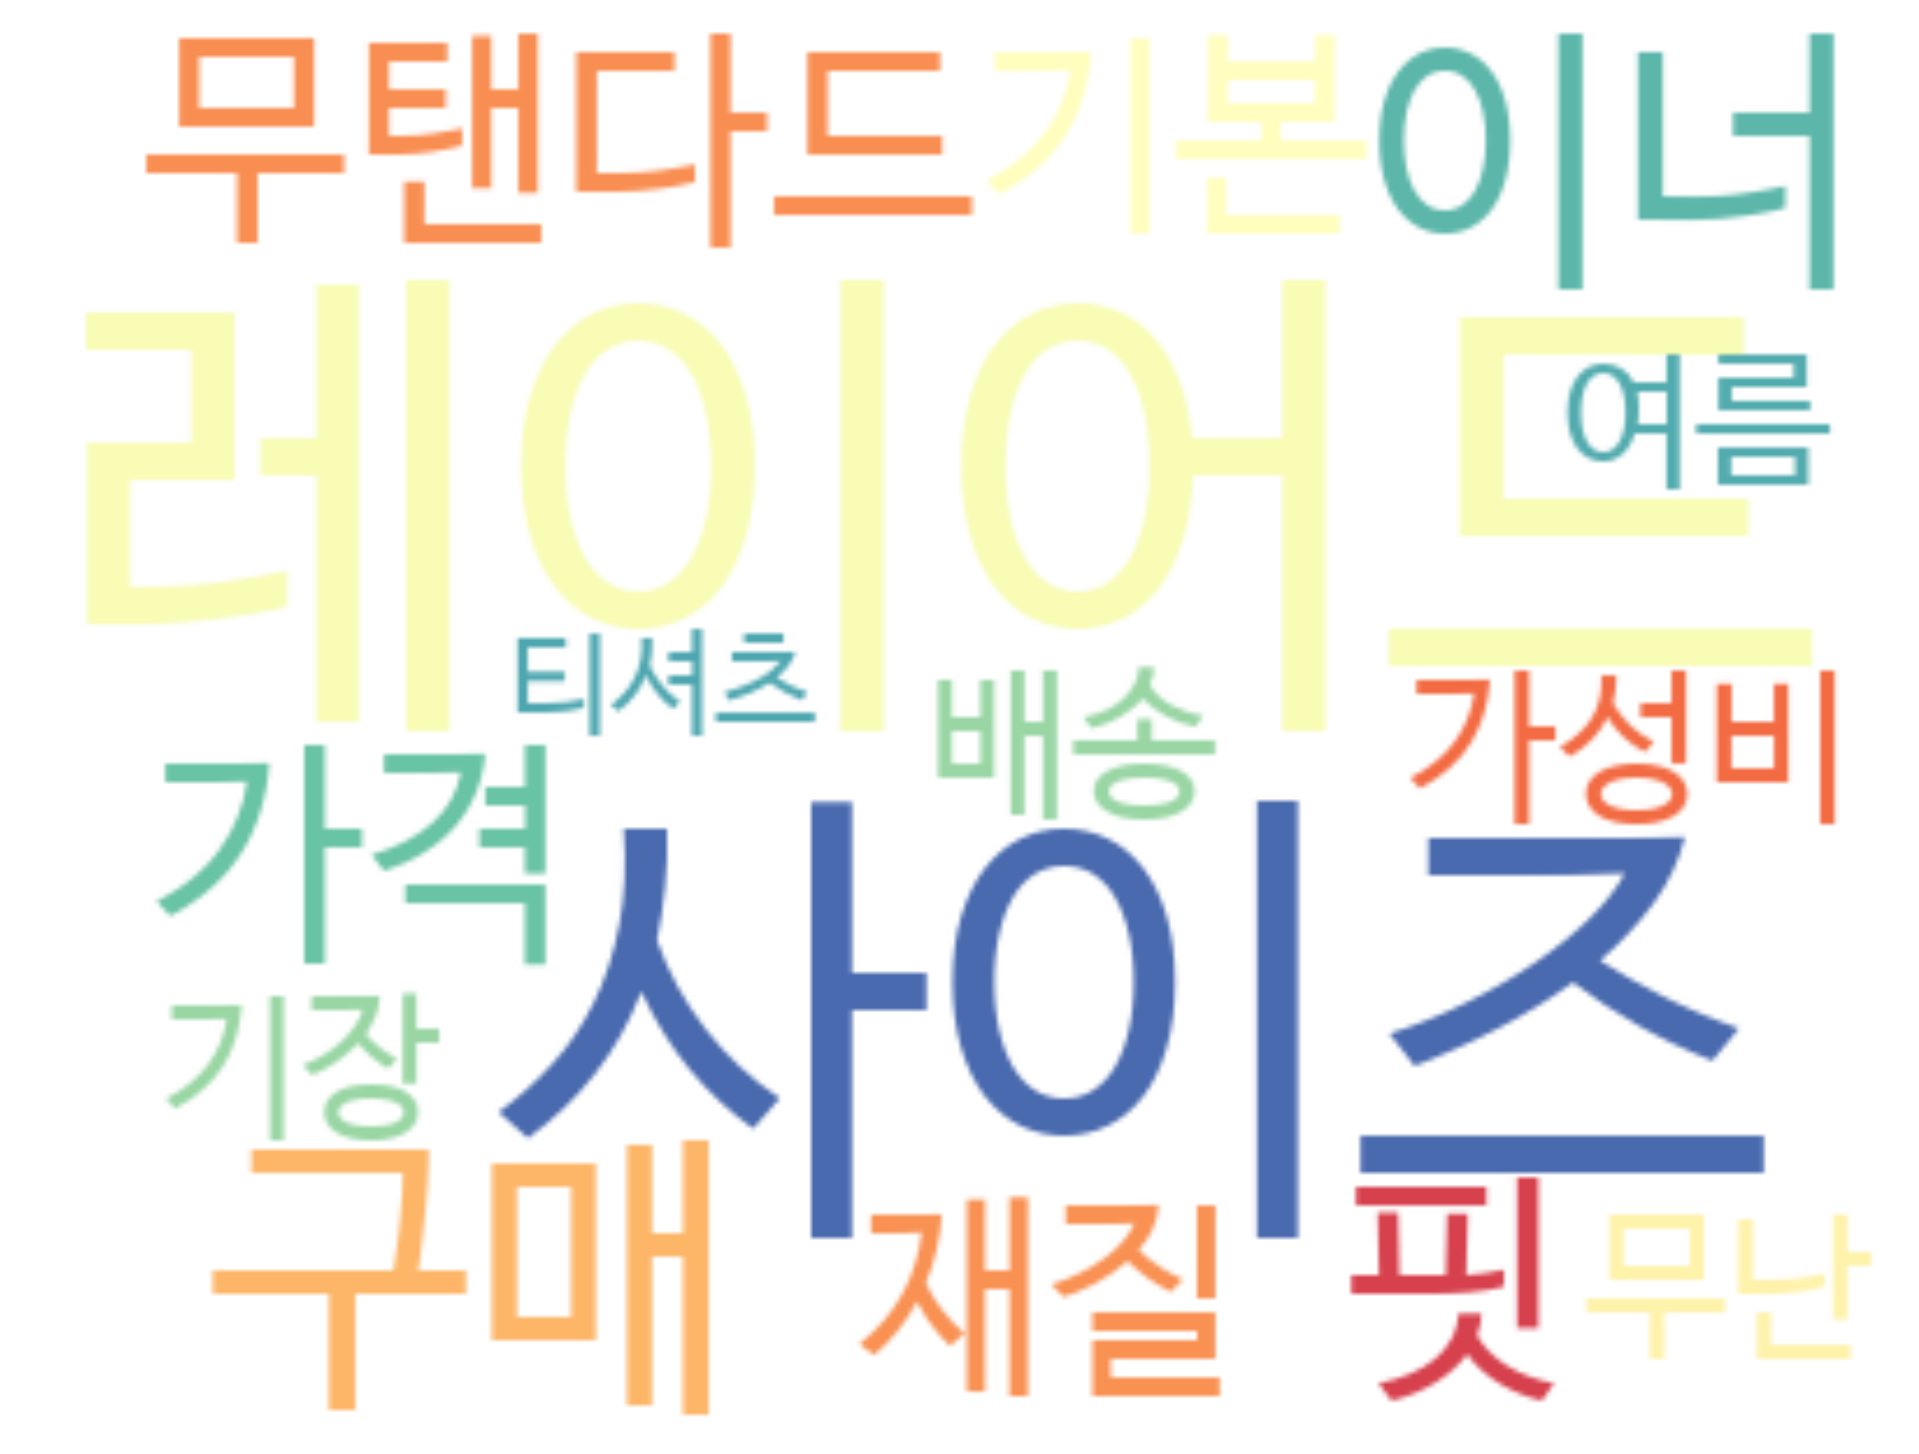 무탠다드 기본 이너
레이어드
여름
티셔츠 배송 가성비
가격
사이즈
기장
구매 재질 핏 무난